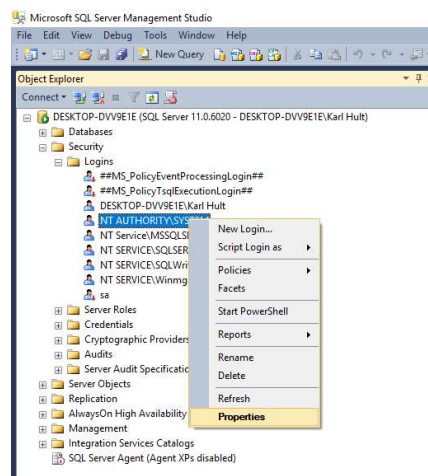 Microsoft SQL Server Management Studio
File Edit View Debug Tools Window Help
New Query
Object Explorer
Connect
DESKTOP-DVV9E1E (SQL Server 11.0.6020 - DESKTOP-DVV9E1E\Karl Hult)
Databases
Security
Logins
##MS_PolicyEventProcessingLogin##
##MS_PolicyTsqlExecutionLogin##
DESKTOP-DVV9E1E\Karl Hult
NT AUTHORITY\SYSTEM
NT Service\MSSQLS
NT SERVICE\SQLSER
NT SERVICE\SQLWri
NT SERVICE\Winmg
sa
Server Roles
Credentials
Cryptographic Providers
Audits
Server Audit Specificatio
Server Objects
Replication
AlwaysOn High Availability
Management
Integration Services Catalogs
SQL Server Agent (Agent XPs disabled)
New Login...
Script Login as
Policies
Facets
Start PowerShell
Reports
Rename
Delete
Refresh
Properties